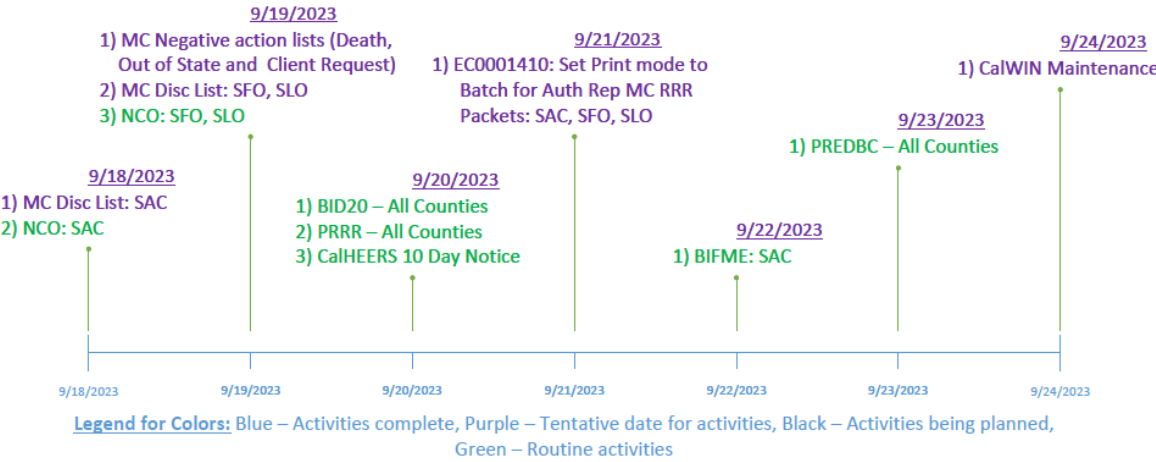 9/19/2023
1) MC Negative action lists (Death,
Out of State and Client Request)
2) MC Disc List: SFO, SLO
3) NCO: SFO, SLO
9/21/2023
1) EC0001410: Set Print mode to
Batch for Auth Rep MC RRR
Packets: SAC, SFO, SLO
9/24/2023
1) CalWIN Maintenance
9/23/2023
1) PREDBC – All Counties
9/18/2023
1) MC Disc List: SAC
2) NCO: SAC
9/20/2023
1) BID20 – All Counties
2) PRRR – All Counties
3) CalHEERS 10 Day Notice
9/22/2023
1) BIFME: SAC
9/18/2023
9/19/2023
9/20/2023
9/21/2023
9/22/2023
9/23/2023
9/24/2023
Legend for Colors: Blue – Activities complete, Purple – Tentative date for activities, Black – Activities being planned,
Green – Routine activities